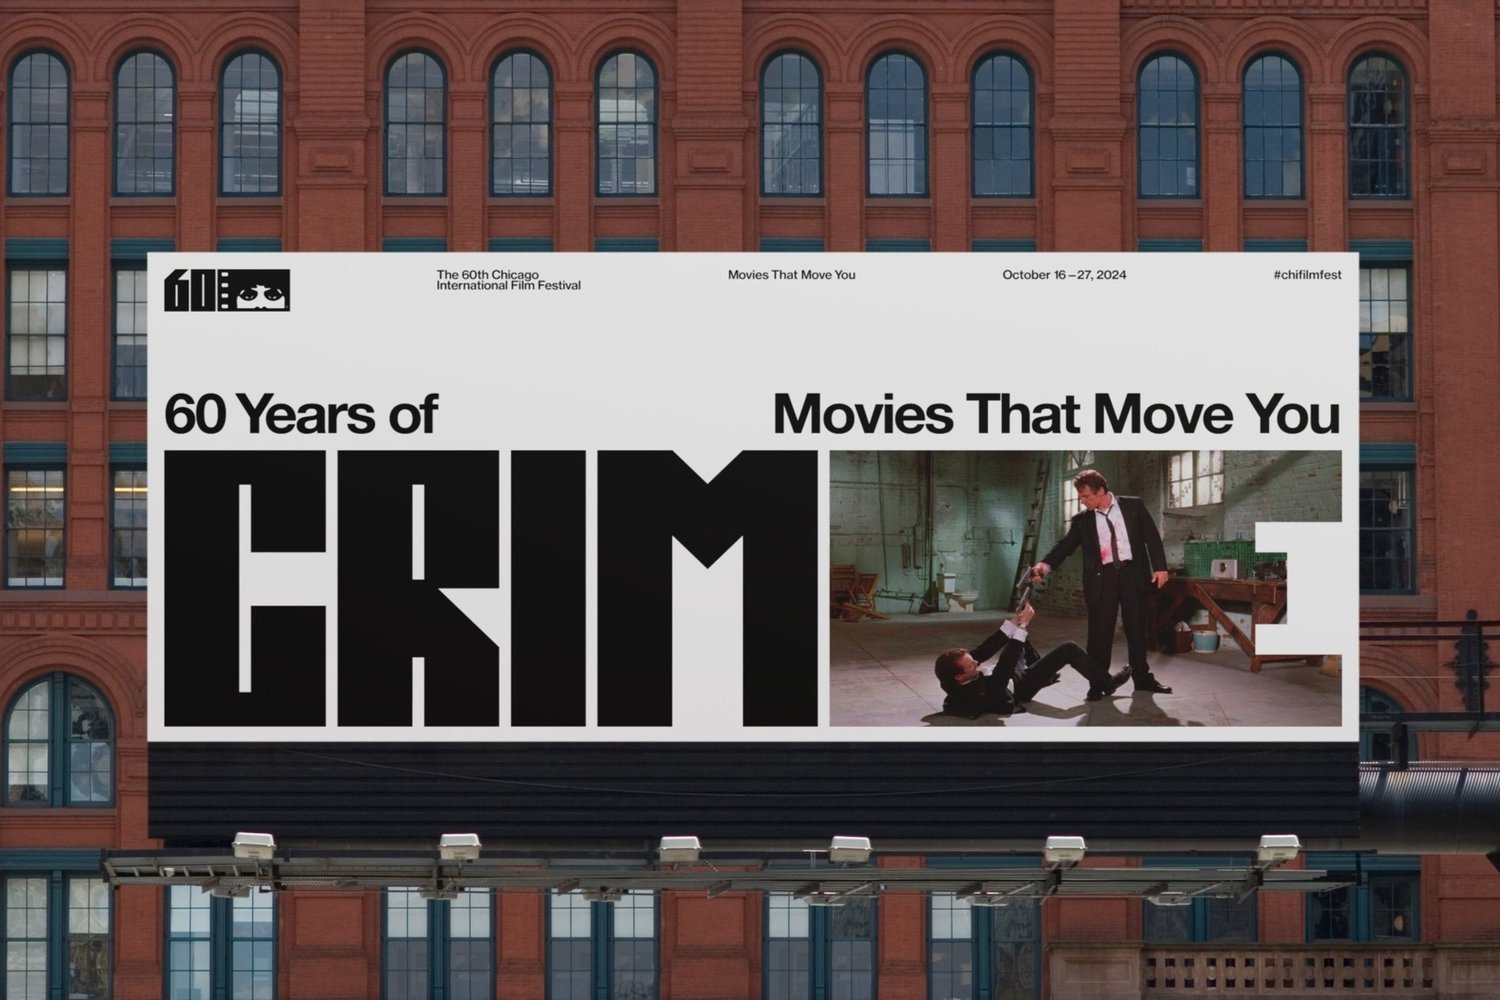 60
The 60th Chicago
International Film Festival
Movies That Move You
October 16–27, 2024
#chifilmfest
60 Years of
Movies That Move You
CRIME